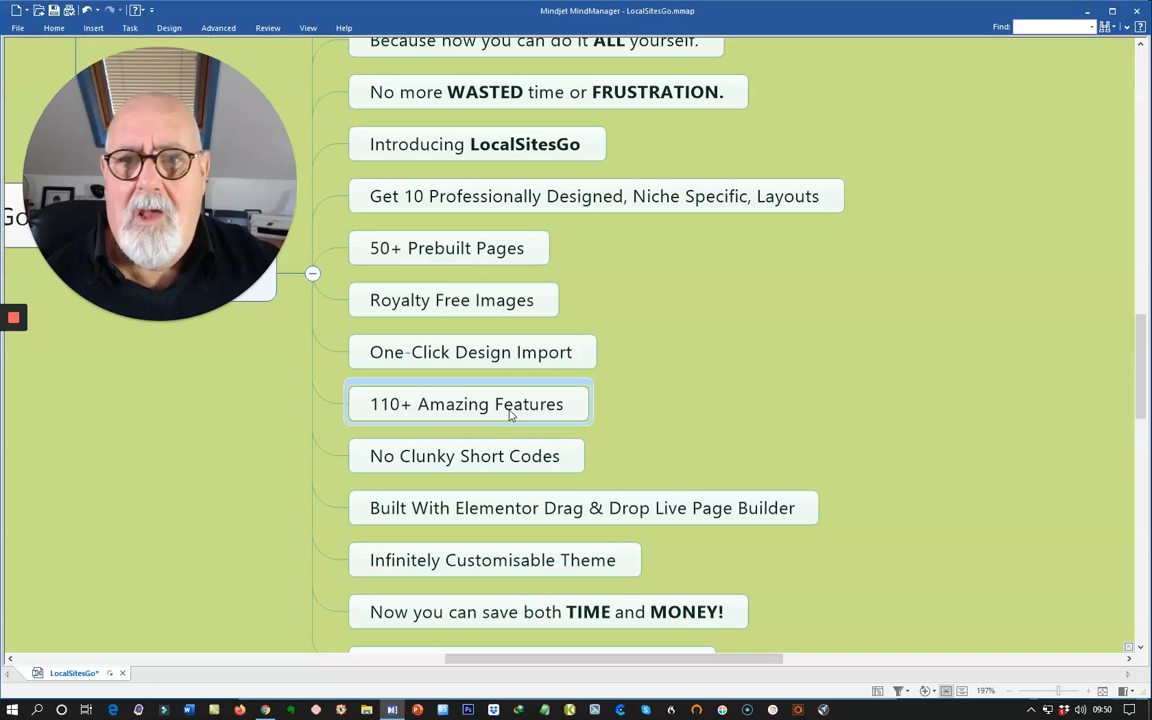 Mindjet MindManager - LocalSitesGo.mmap
File Home Insert Task Design Advanced Review Help View
Find:
Because now you can do it ALL yourself.
No more WASTED time or FRUSTRATION.
Introducing LocalSitesGo
Get 10 Professionally Designed, Niche Specific, Layouts
Go
50+ Prebuilt Pages
Royalty Free Images
One-Click Design Import
110+ Amazing Features
No Clunky Short Codes
Built With Elementor Drag & Drop Live Page Builder
Infinitely Customisable Theme
Now you can save both TIME and MONEY!
LocalSitesGo*
197%
09:50